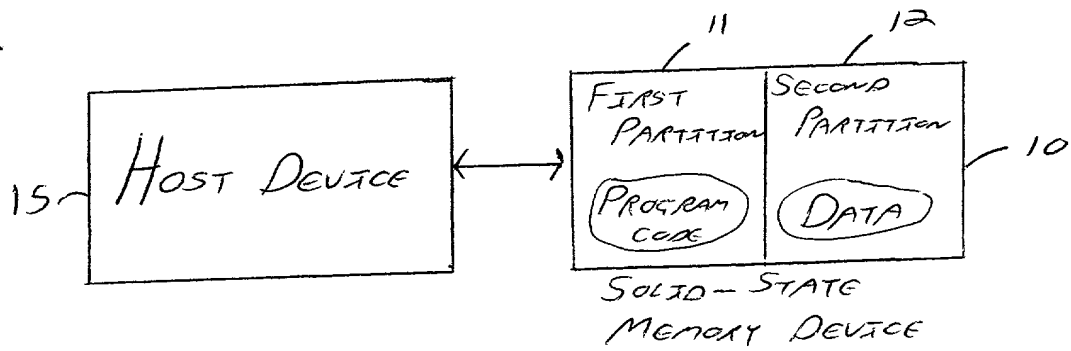 11
12
FIRST PARTITION
SECOND PARTITION
10
15
HOST DEVICE
PROGRAM CODE
DATA
SOLID-STATE
MEMORY DEVICE